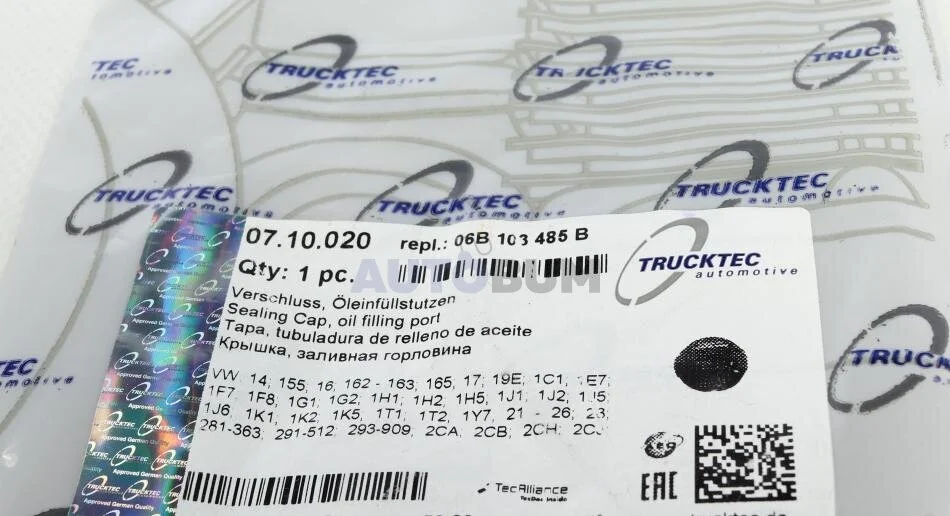 TRUCKTEC
automotive
TRUCKTEC
automotive
TRUCKTEC
automotive
TRUCKTEC
automotive
TRUCKTEC
automotive
TRUCKTEC
automotive
07.10.020 repl.: 06B 103 485 B
Qty: 1 pc.
AUTOBUM
TRUCKTEC
automotive
Verschluss, Öleinfüllstutzen
Sealing Cap, oil filling port
Tapa, tubuladura de relleno de aceite
Крышка, заливная горловина
VW 14; 155, 16; 162 - 163; 165; 17; 19E; 1C1;
1F7, 1F8, 1G1; 1G2; 1H1; 1H2, 1H5; 1J1; 1J2;
1J6, 1K1, 1K2; 1K5; 1T1; 1T2, 1Y7, 21 - 26;
281-363; 291-512; 293-909, 2CA, 2CB, 2CH,
TRUCKTEC
TRUCKTEC
Approved German Quality
TecAlliance
EAC